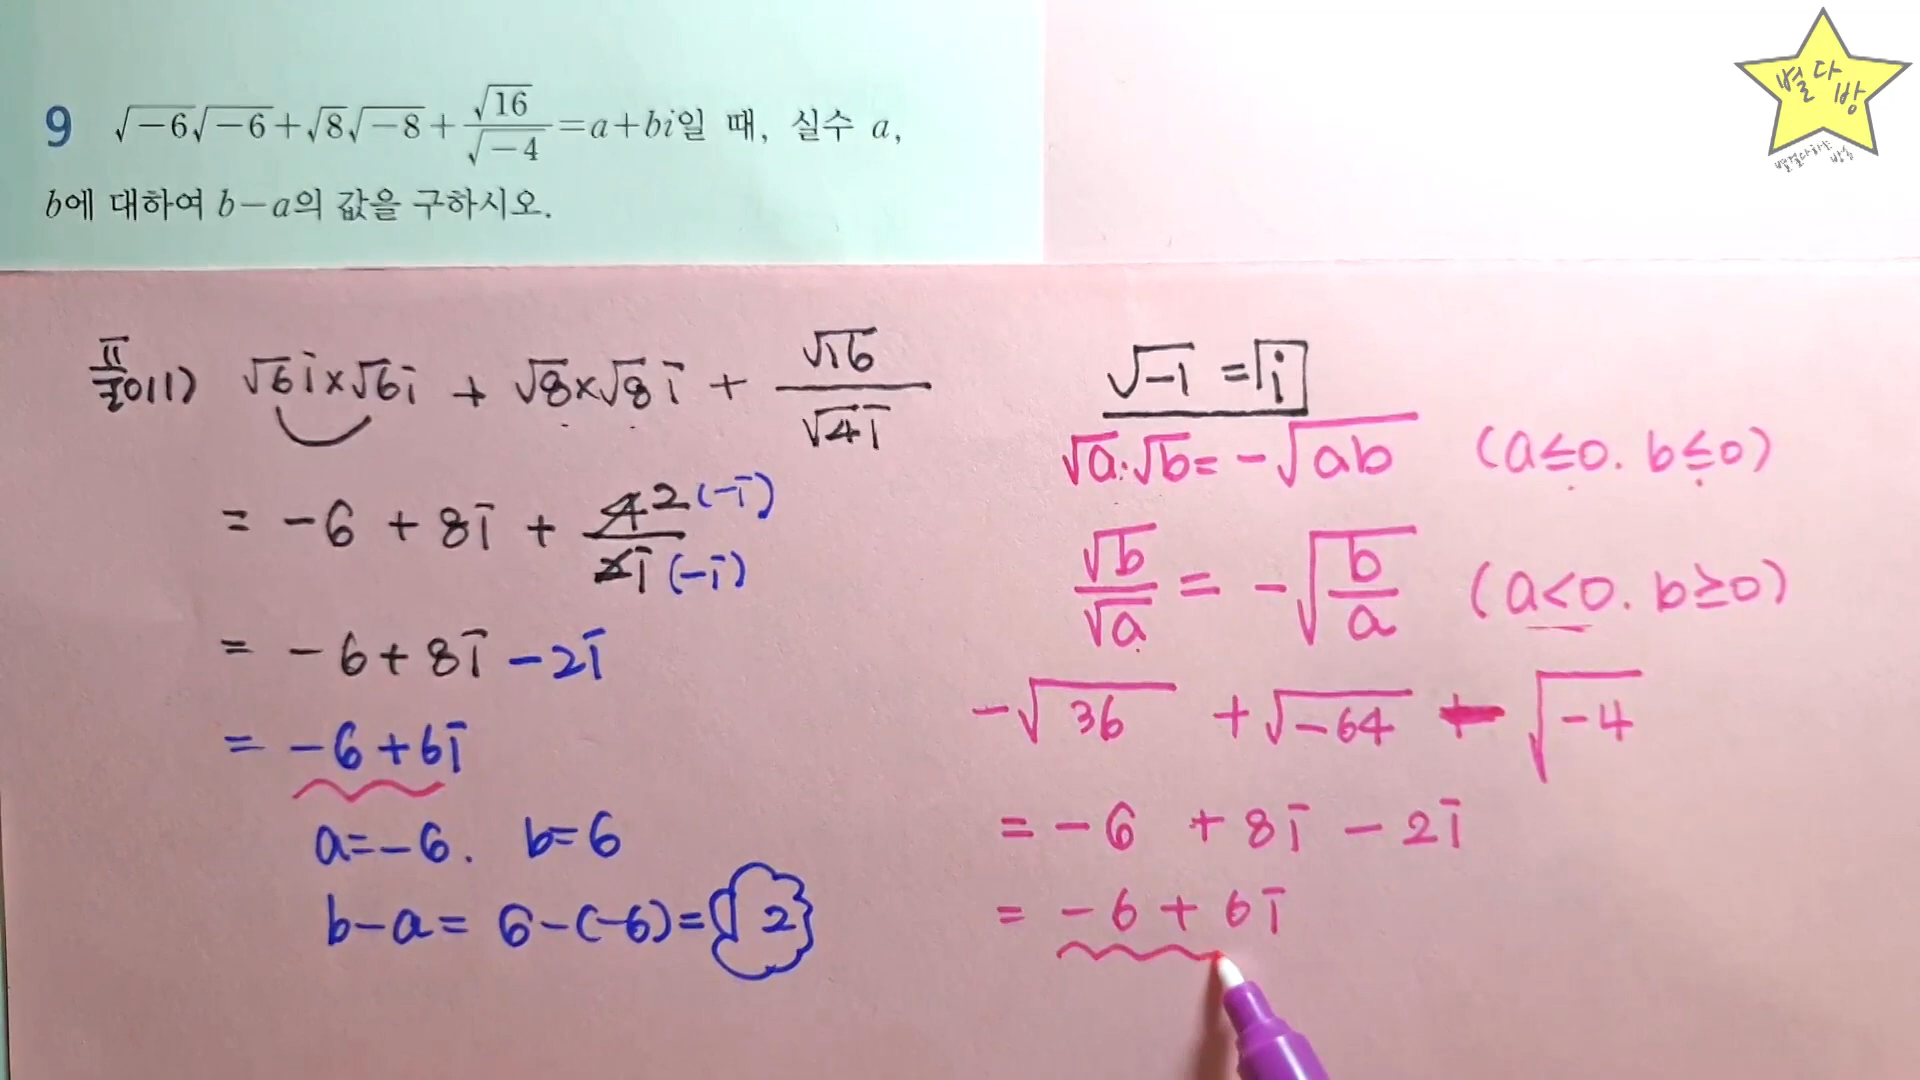 9 √-6√-6+√8√-8+√16/√-4=a+bi일 때, 실수 a,
b에 대하여 b-a의 값을 구하시오.
별다방
풀이1) √6i×√6i + √8×√8i + √16/√4i
= -6 + 8i + 4 2(-i)/2i(-i)
= -6+8i-2i
= -6+6i
a=-6. b=6
b-a= 6-(-6)=12
√-1 = i
√a·√b=-√ab (a≤0. b≤0)
√b/√a = -√b/a (a<0. b≥0)
-√36 +√-64 - √-4
= -6 + 8i - 2i
= -6 + 6i